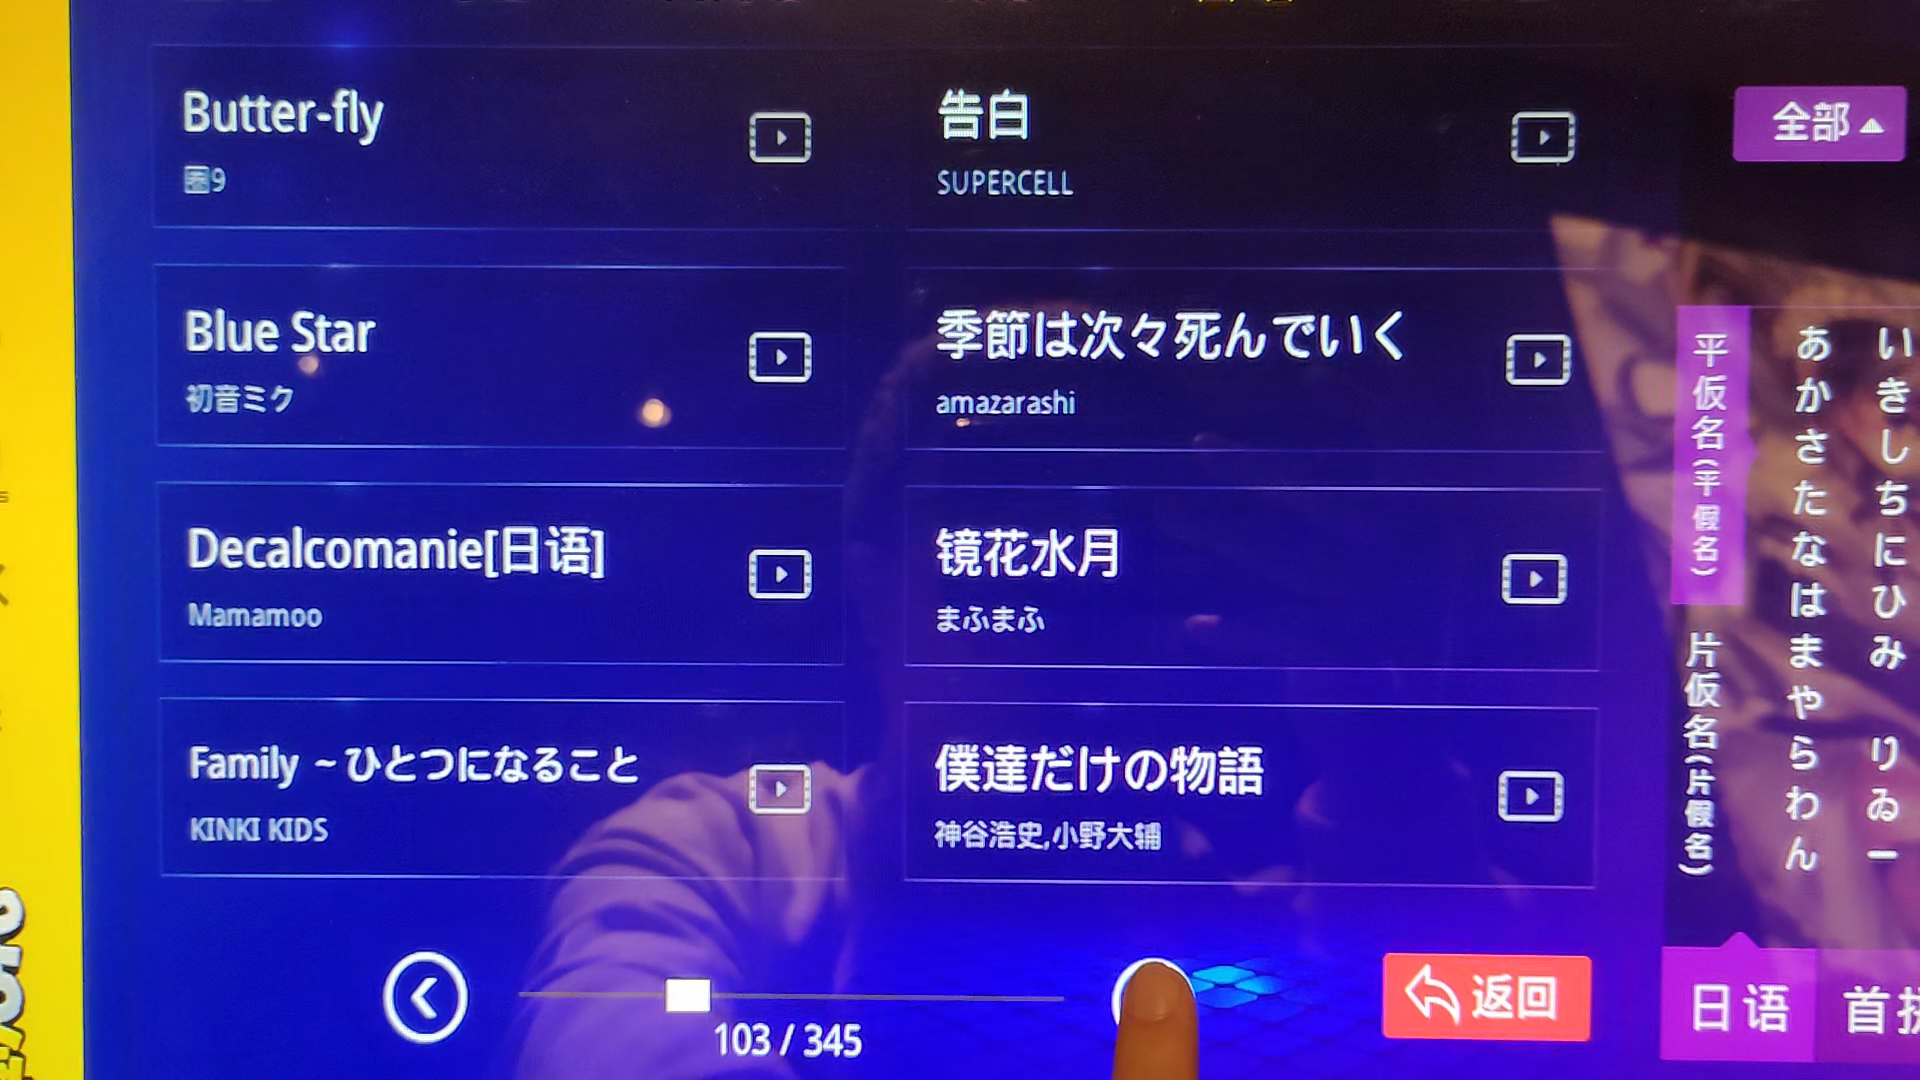 Butter-fly
圏9
告白
SUPERCELL
Blue Star
初音ミク
季節は次々死んでいく
amazarashi
Decalcomanie[日语]
Mamamoo
镜花水月
まふまふ
Family ~ひとつになること
KINKI KIDS
僕達だけの物語
神谷浩史,小野大辅
103 / 345
返回
全部
平仮名(平假名)
片仮名(片假名)
あかさたなはまやらわん
いきしちにひみ りゐー
日语
首